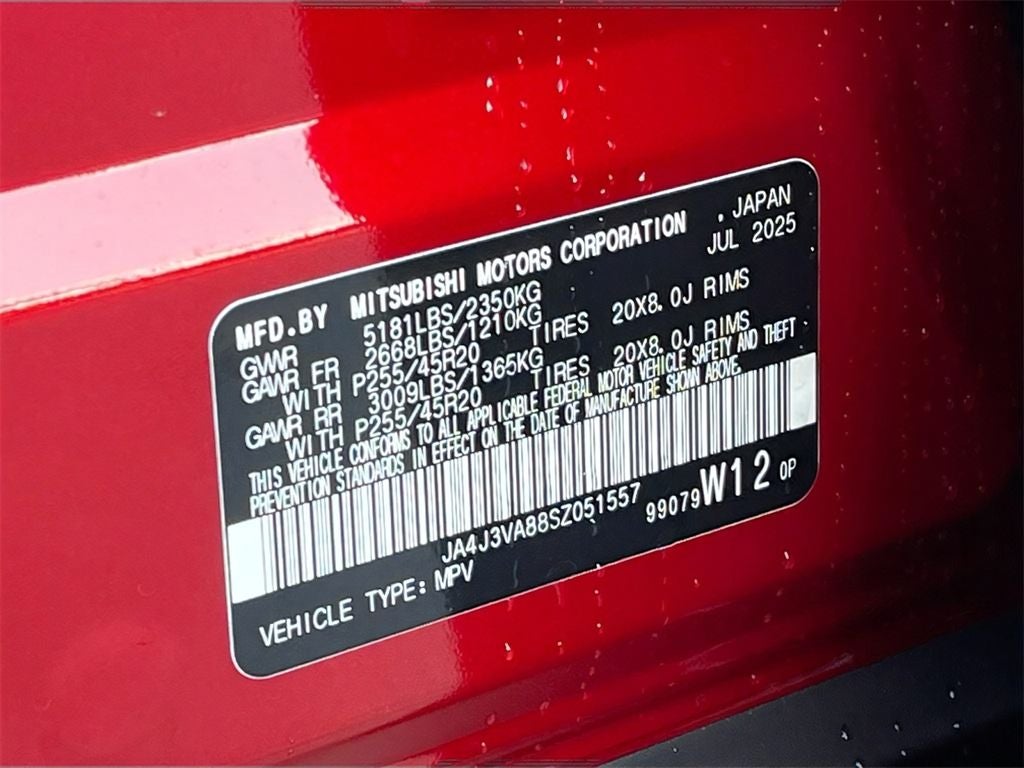 MFD.BY MITSUBISHI MOTORS CORPORATION . JAPAN
GVWR 5181LBS/2350KG JUL 2025
GAWR FR 2668LBS/1210KG
WITH P255/45R20 TIRES 20X8.0J RIMS
GAWR RR 3009LBS/1365KG
WITH P255/45R20 TIRES 20X8.0J RIMS
THIS VEHICLE CONFORMS TO ALL APPLICABLE FEDERAL MOTOR VEHICLE SAFETY AND THEFT
PREVENTION STANDARDS IN EFFECT ON THE DATE OF MANUFACTURE SHOWN ABOVE.
JA4J3VA88SZ051557 99079 W12 OP
VEHICLE TYPE: MPV